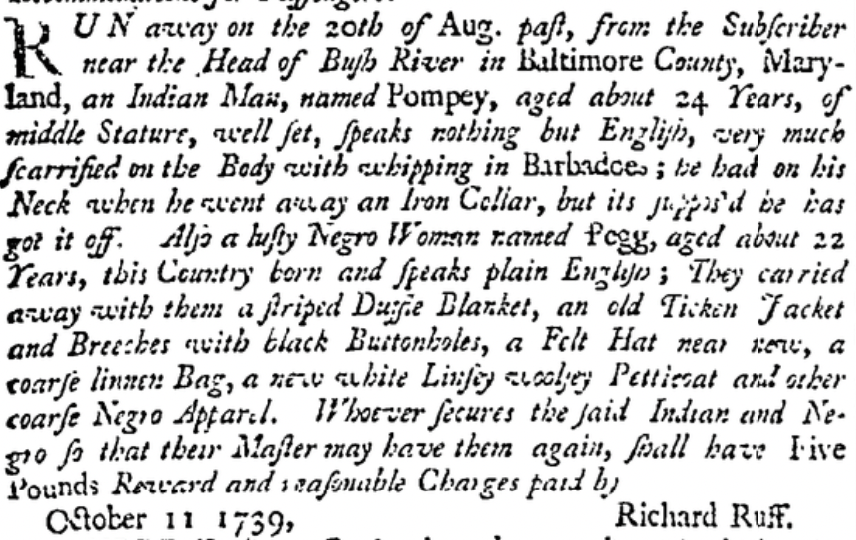 RUN away on the 20th of Aug. paſt, from the Subſcriber
near the Head of Buſh River in Baltimore County, Mary-
land, an Indian Man, named Pompey, aged about 24 Years, of
middle Stature, well ſet, ſpeaks nothing but Engliſh, very much
ſcarrified on the Body with whipping in Barbadoes; he had on his
Neck when he went away an Iron Collar, but its ſuppos'd he has
got it off. Alſo a luſty Negro Woman named Pegg, aged about 22
Years, this Country born and ſpeaks plain Engliſh; They carried
away with them a ſtriped Duffie Blanket, an old Ticken Jacket
and Breeches with black Buttonholes, a Felt Hat near new, a
coarſe linnen Bag, a new white Linſey woolſey Petticoat and other
coarſe Negro Apparel. Whoever ſecures the ſaid Indian and Ne-
gro ſo that their Maſter may have them again, ſhall have Five
Pounds Reward and reaſonable Charges paid by
October 11 1739, Richard Ruff.